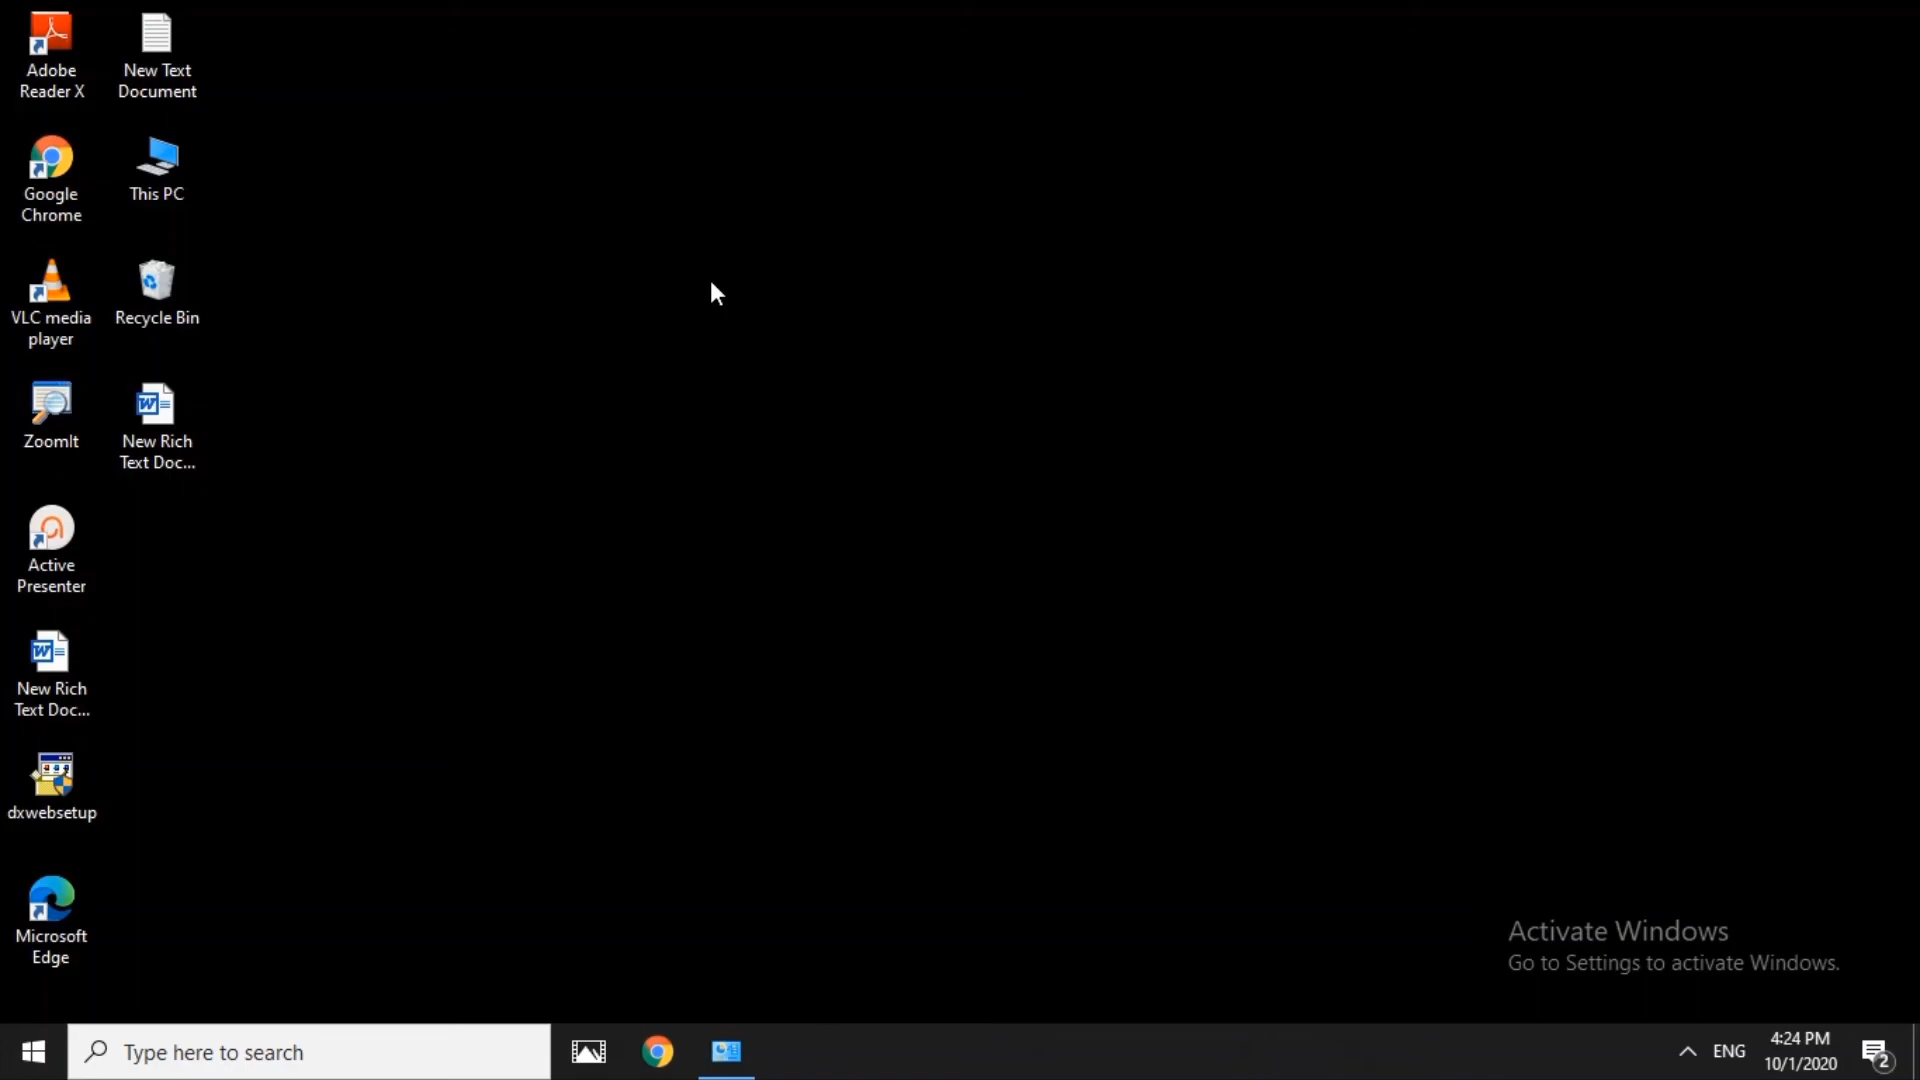 Adobe
Reader X
New Text
Document
Google
Chrome
This PC
VLC media
player
Recycle Bin
ZoomIt
New Rich
Text Doc...
Active
Presenter
New Rich
Text Doc...
dxwebsetup
Microsoft
Edge
Activate Windows
Go to Settings to activate Windows.
Type here to search
ENG
4:24 PM
10/1/2020
2